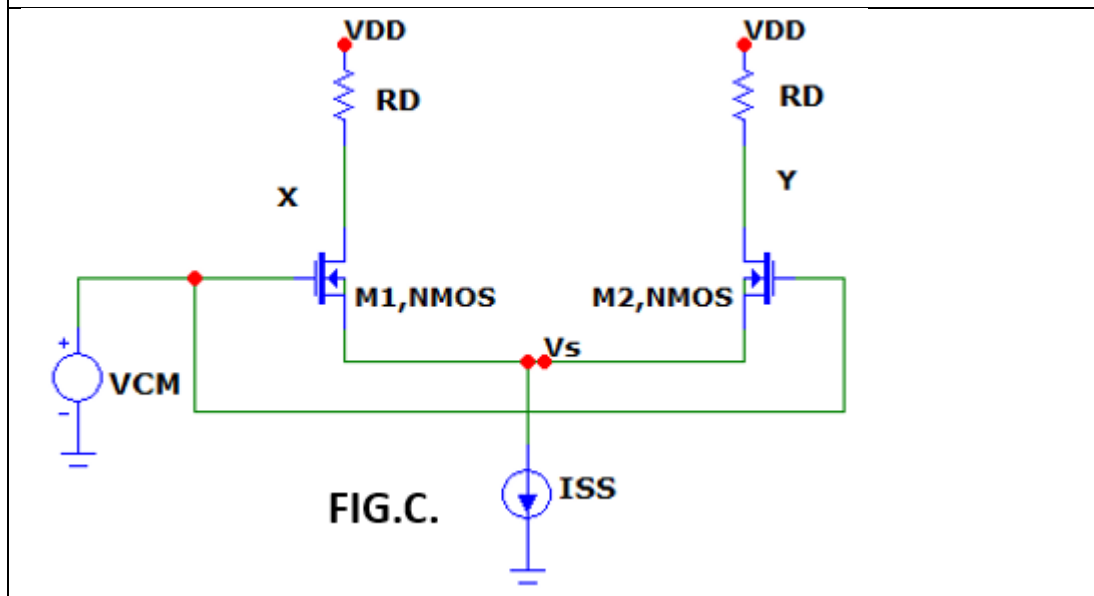 VDD VDD
RD RD
X Y
M1,NMOS M2,NMOS
Vs
+
VCM
-
ISS
FIG.C.